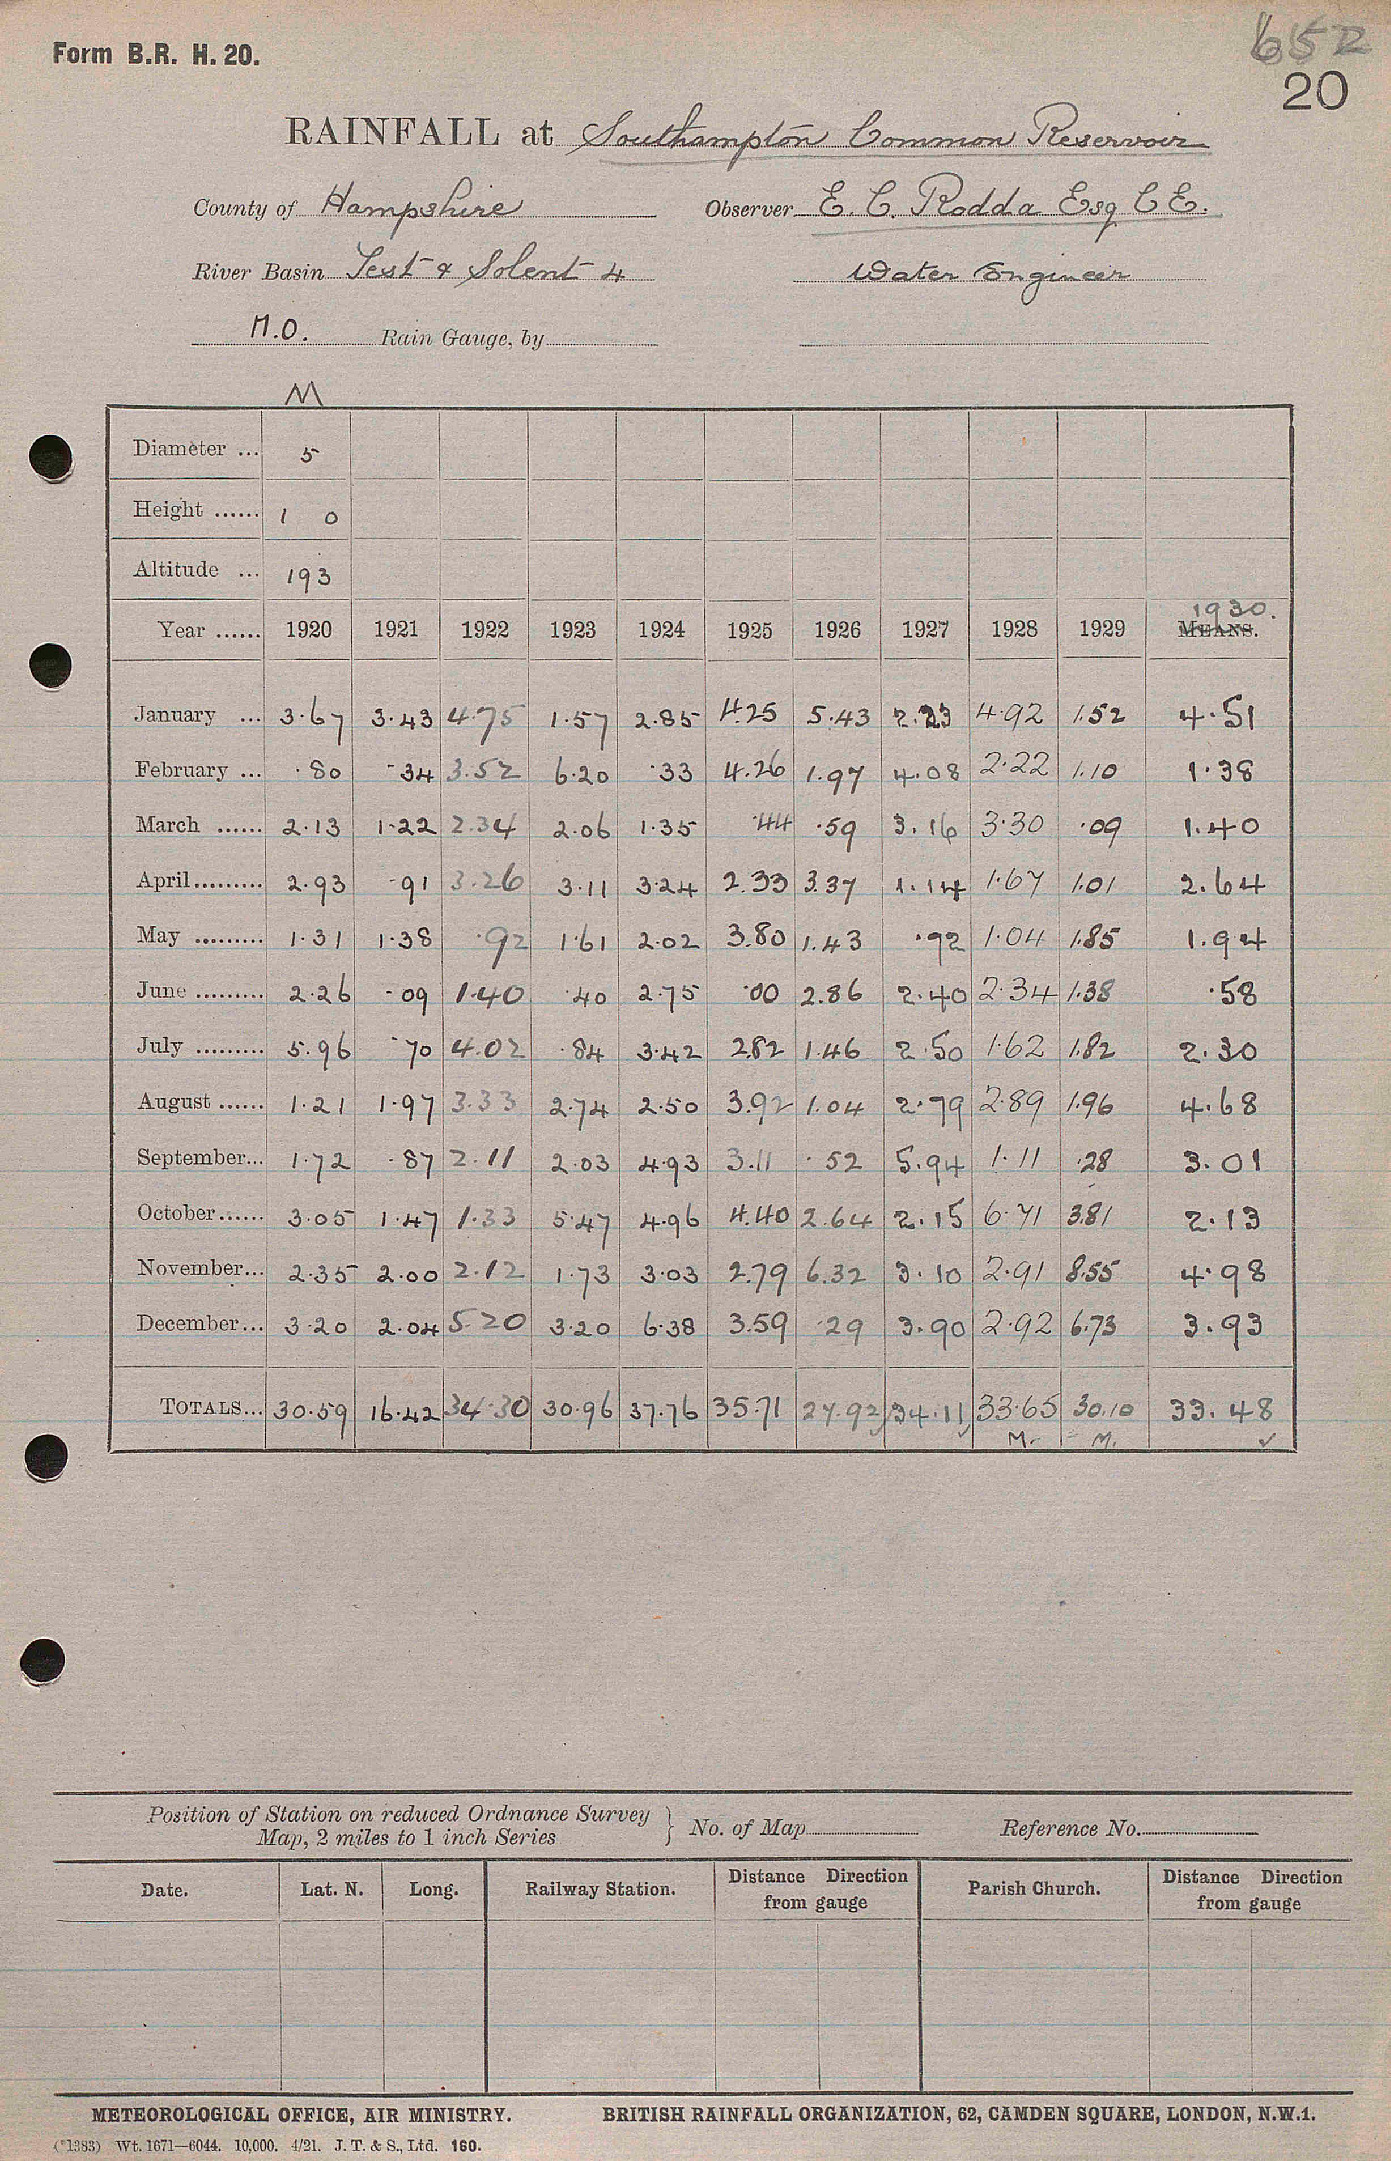 652
Form B.R. H. 20.
20
RAINFALL at Southampton Common Reservoir
County of Hampshire Observer E. C. Rodda Esq C E.
River Basin Test & Solent 4 Water Engineer
M.O. Rain Gauge, by
M
Diameter ... 5
Height ...... 1 0
Altitude ... 193
1930.
Year ...... 1920 1921 1922 1923 1924 1925 1926 1927 1928 1929 MEANS.
January ... 3.67 3.43 4.75 1.57 2.85 4.25 5.43 2.23 4.92 1.52 4.51
February ... .80 .34 3.52 6.20 .33 4.26 1.97 4.08 2.22 1.10 1.38
March ...... 2.13 1.22 2.34 2.06 1.35 .44 .59 3.16 3.30 .09 1.40
April......... 2.93 .91 3.26 3.11 3.24 2.33 3.37 1.14 1.67 1.01 2.64
May ......... 1.31 1.38 .92 1.61 2.02 3.80 1.43 .92 1.04 1.85 1.94
June ......... 2.26 .09 1.40 .40 2.75 .00 2.86 2.40 2.34 1.38 .58
July ......... 5.96 .70 4.02 .84 3.42 2.82 1.46 2.50 1.62 1.82 2.30
August ...... 1.21 1.97 3.33 2.74 2.50 3.92 1.04 2.79 2.89 1.96 4.68
September... 1.72 .87 2.11 2.03 4.93 3.11 .52 5.94 1.11 .28 3.01
October...... 3.05 1.47 1.33 5.47 4.96 4.40 2.64 2.15 6.71 3.81 2.13
November... 2.35 2.00 2.12 1.73 3.03 2.79 6.32 3.10 2.91 8.55 4.98
December... 3.20 2.04 5.20 3.20 6.38 3.59 .29 3.90 2.92 6.73 3.93
TOTALS... 30.59 16.42 34.30 30.96 37.76 35.71 27.92 34.11 33.65 30.10 33.48
M. M.
Position of Station on reduced Ordnance Survey
Map, 2 miles to 1 inch Series } No. of Map Reference No.
Date. Lat. N. Long. Railway Station. Distance Direction from gauge Parish Church. Distance Direction from gauge
METEOROLOGICAL OFFICE, AIR MINISTRY. BRITISH RAINFALL ORGANIZATION, 62, CAMDEN SQUARE, LONDON, N.W.1.
(*1383) Wt. 1671—6044. 10,000. 4/21. J. T. & S., Ltd. 160.